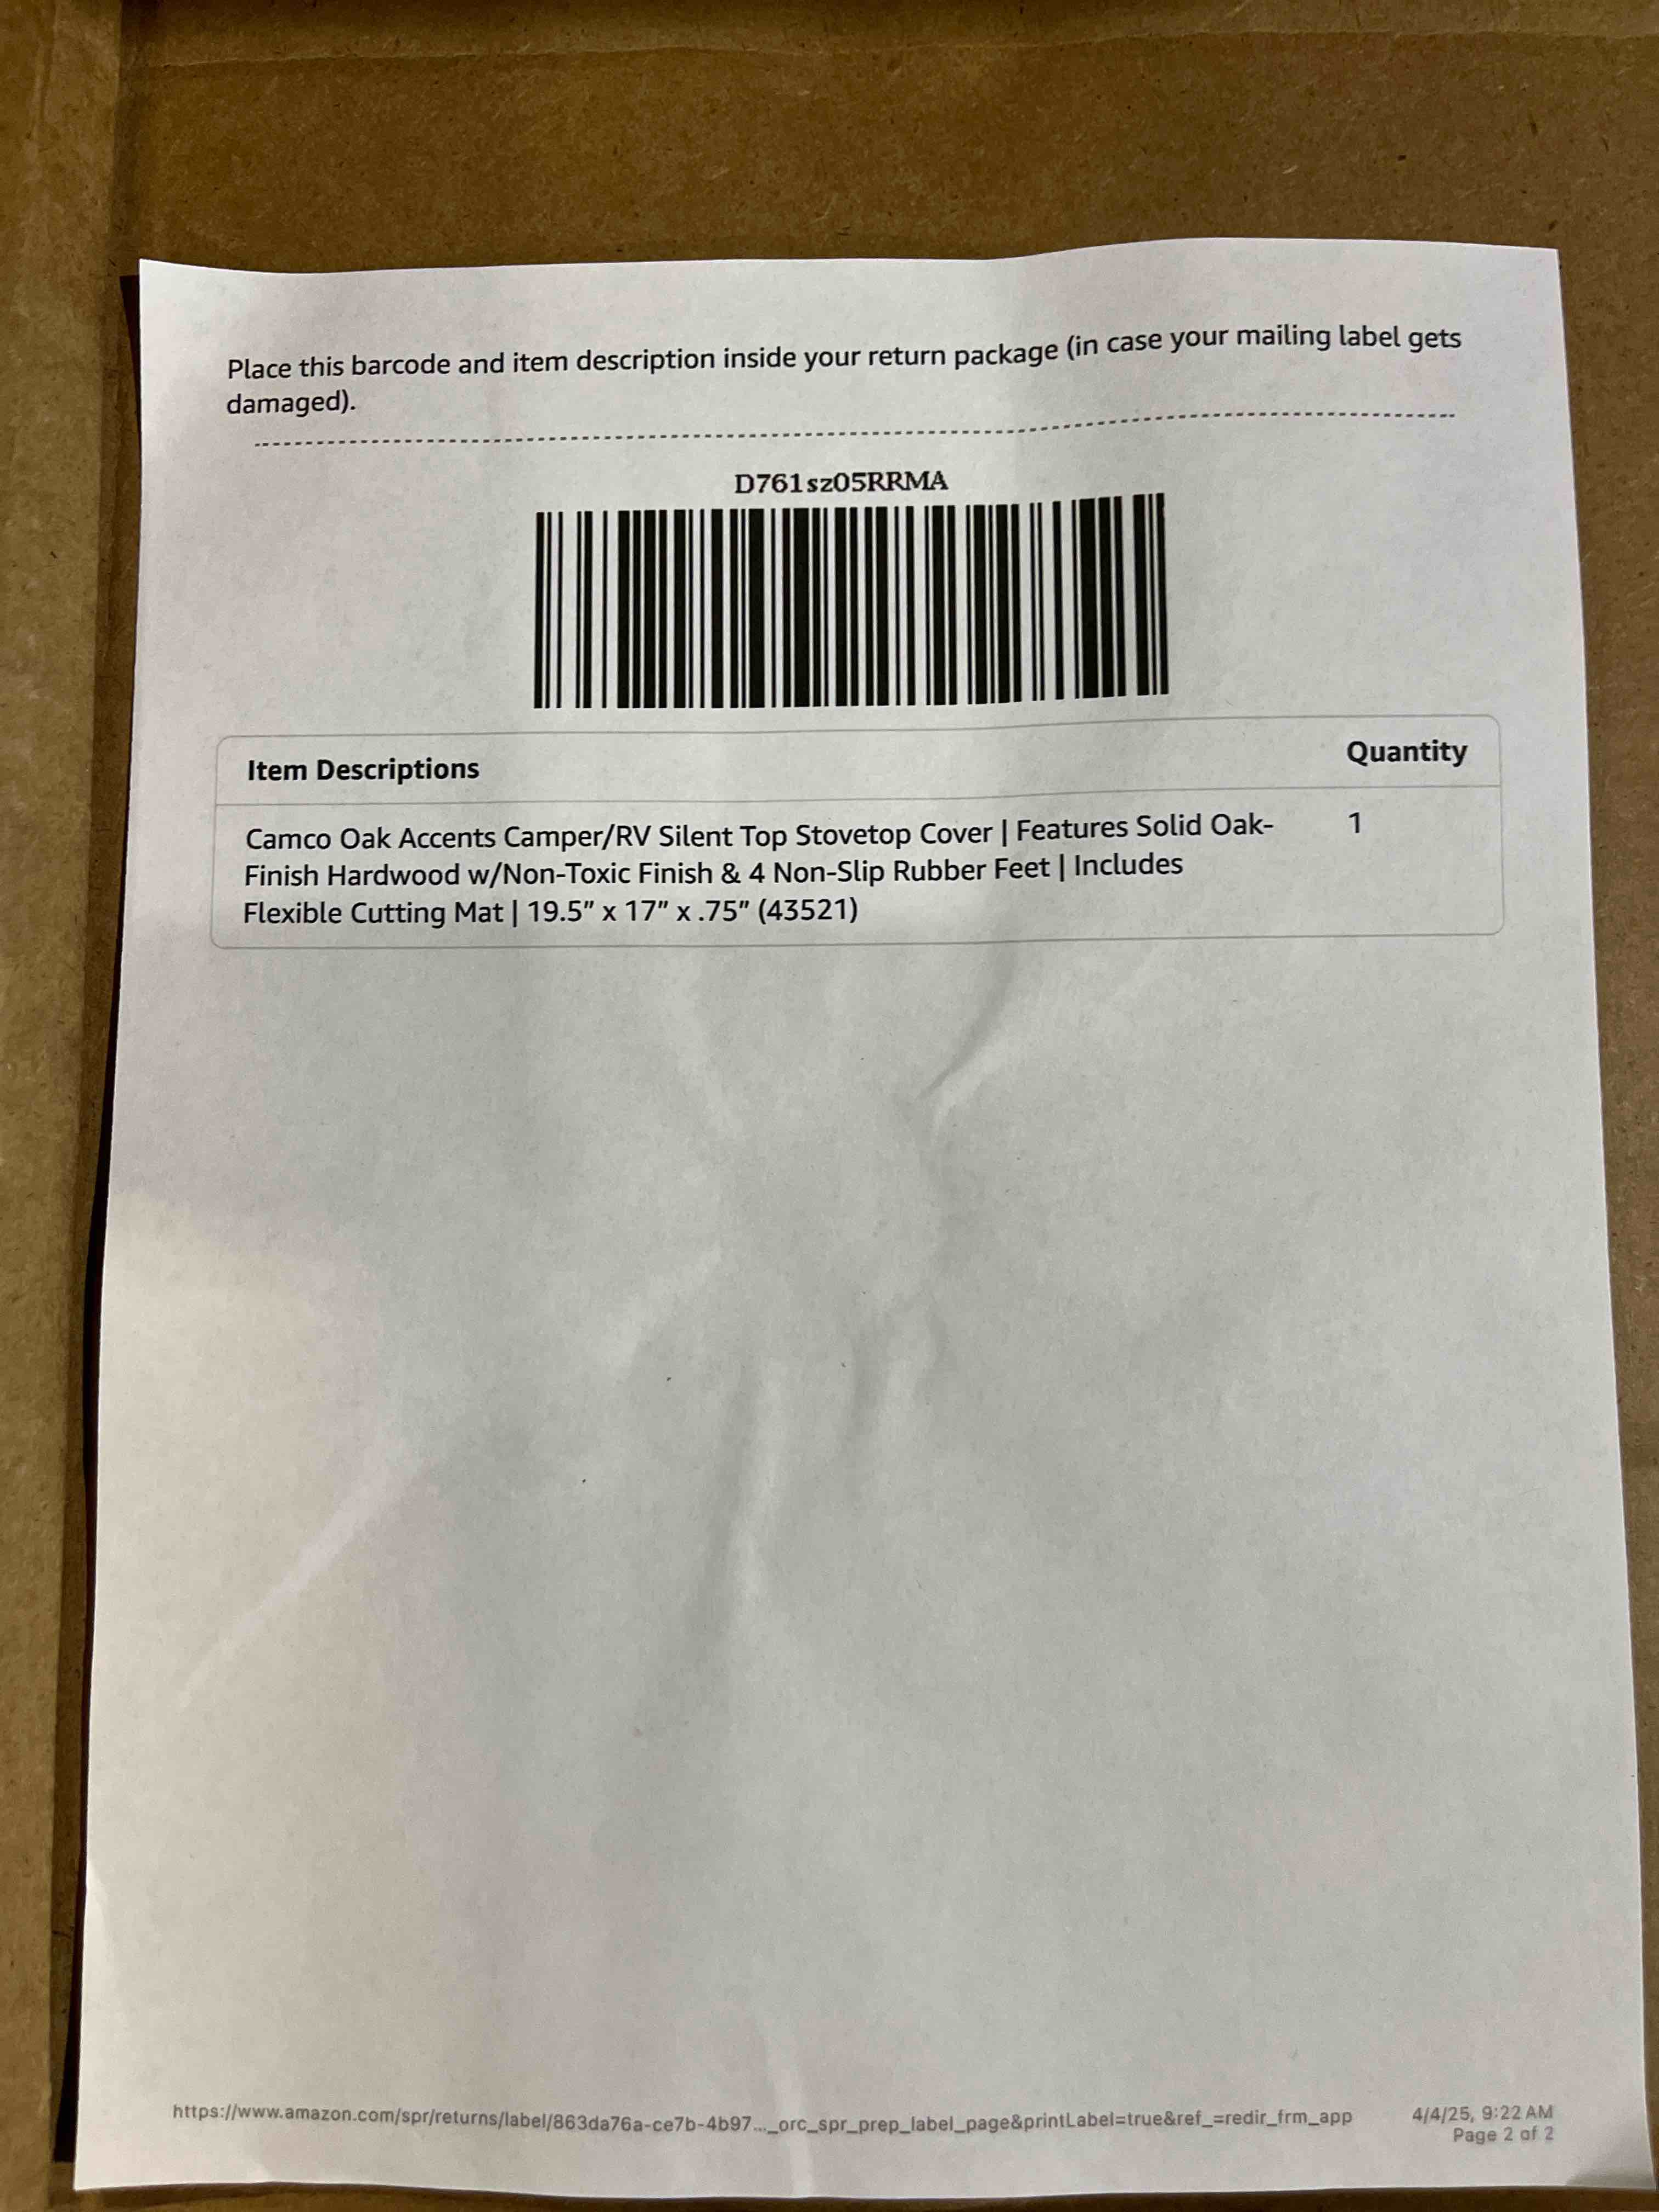 Place this barcode and item description inside your return package (in case your mailing label gets
damaged).
D761sz05RRMA
Item Descriptions
Quantity
Camco Oak Accents Camper/RV Silent Top Stovetop Cover | Features Solid Oak-
1
Finish Hardwood w/Non-Toxic Finish & 4 Non-Slip Rubber Feet | Includes
Flexible Cutting Mat | 19.5” x 17” x .75” (43521)
https://www.amazon.com/spr/returns/label/863da76a-ce7b-4b97..._orc_spr_prep_label_page&printLabel=true&ref_=redir_frm_app
4/4/25, 9:22 AM
Page 2 of 2